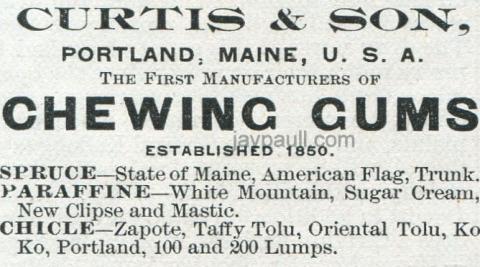 CURTIS & SON,
PORTLAND, MAINE, U. S. A.
THE FIRST MANUFACTURERS OF
CHEWING GUMS
jaypaull.com
ESTABLISHED 1850.
SPRUCE—State of Maine, American Flag, Trunk.
PARAFFINE—White Mountain, Sugar Cream,
New Clipse and Mastic.
CHICLE—Zapote, Taffy Tolu, Oriental Tolu, Ko
Ko, Portland, 100 and 200 Lumps.